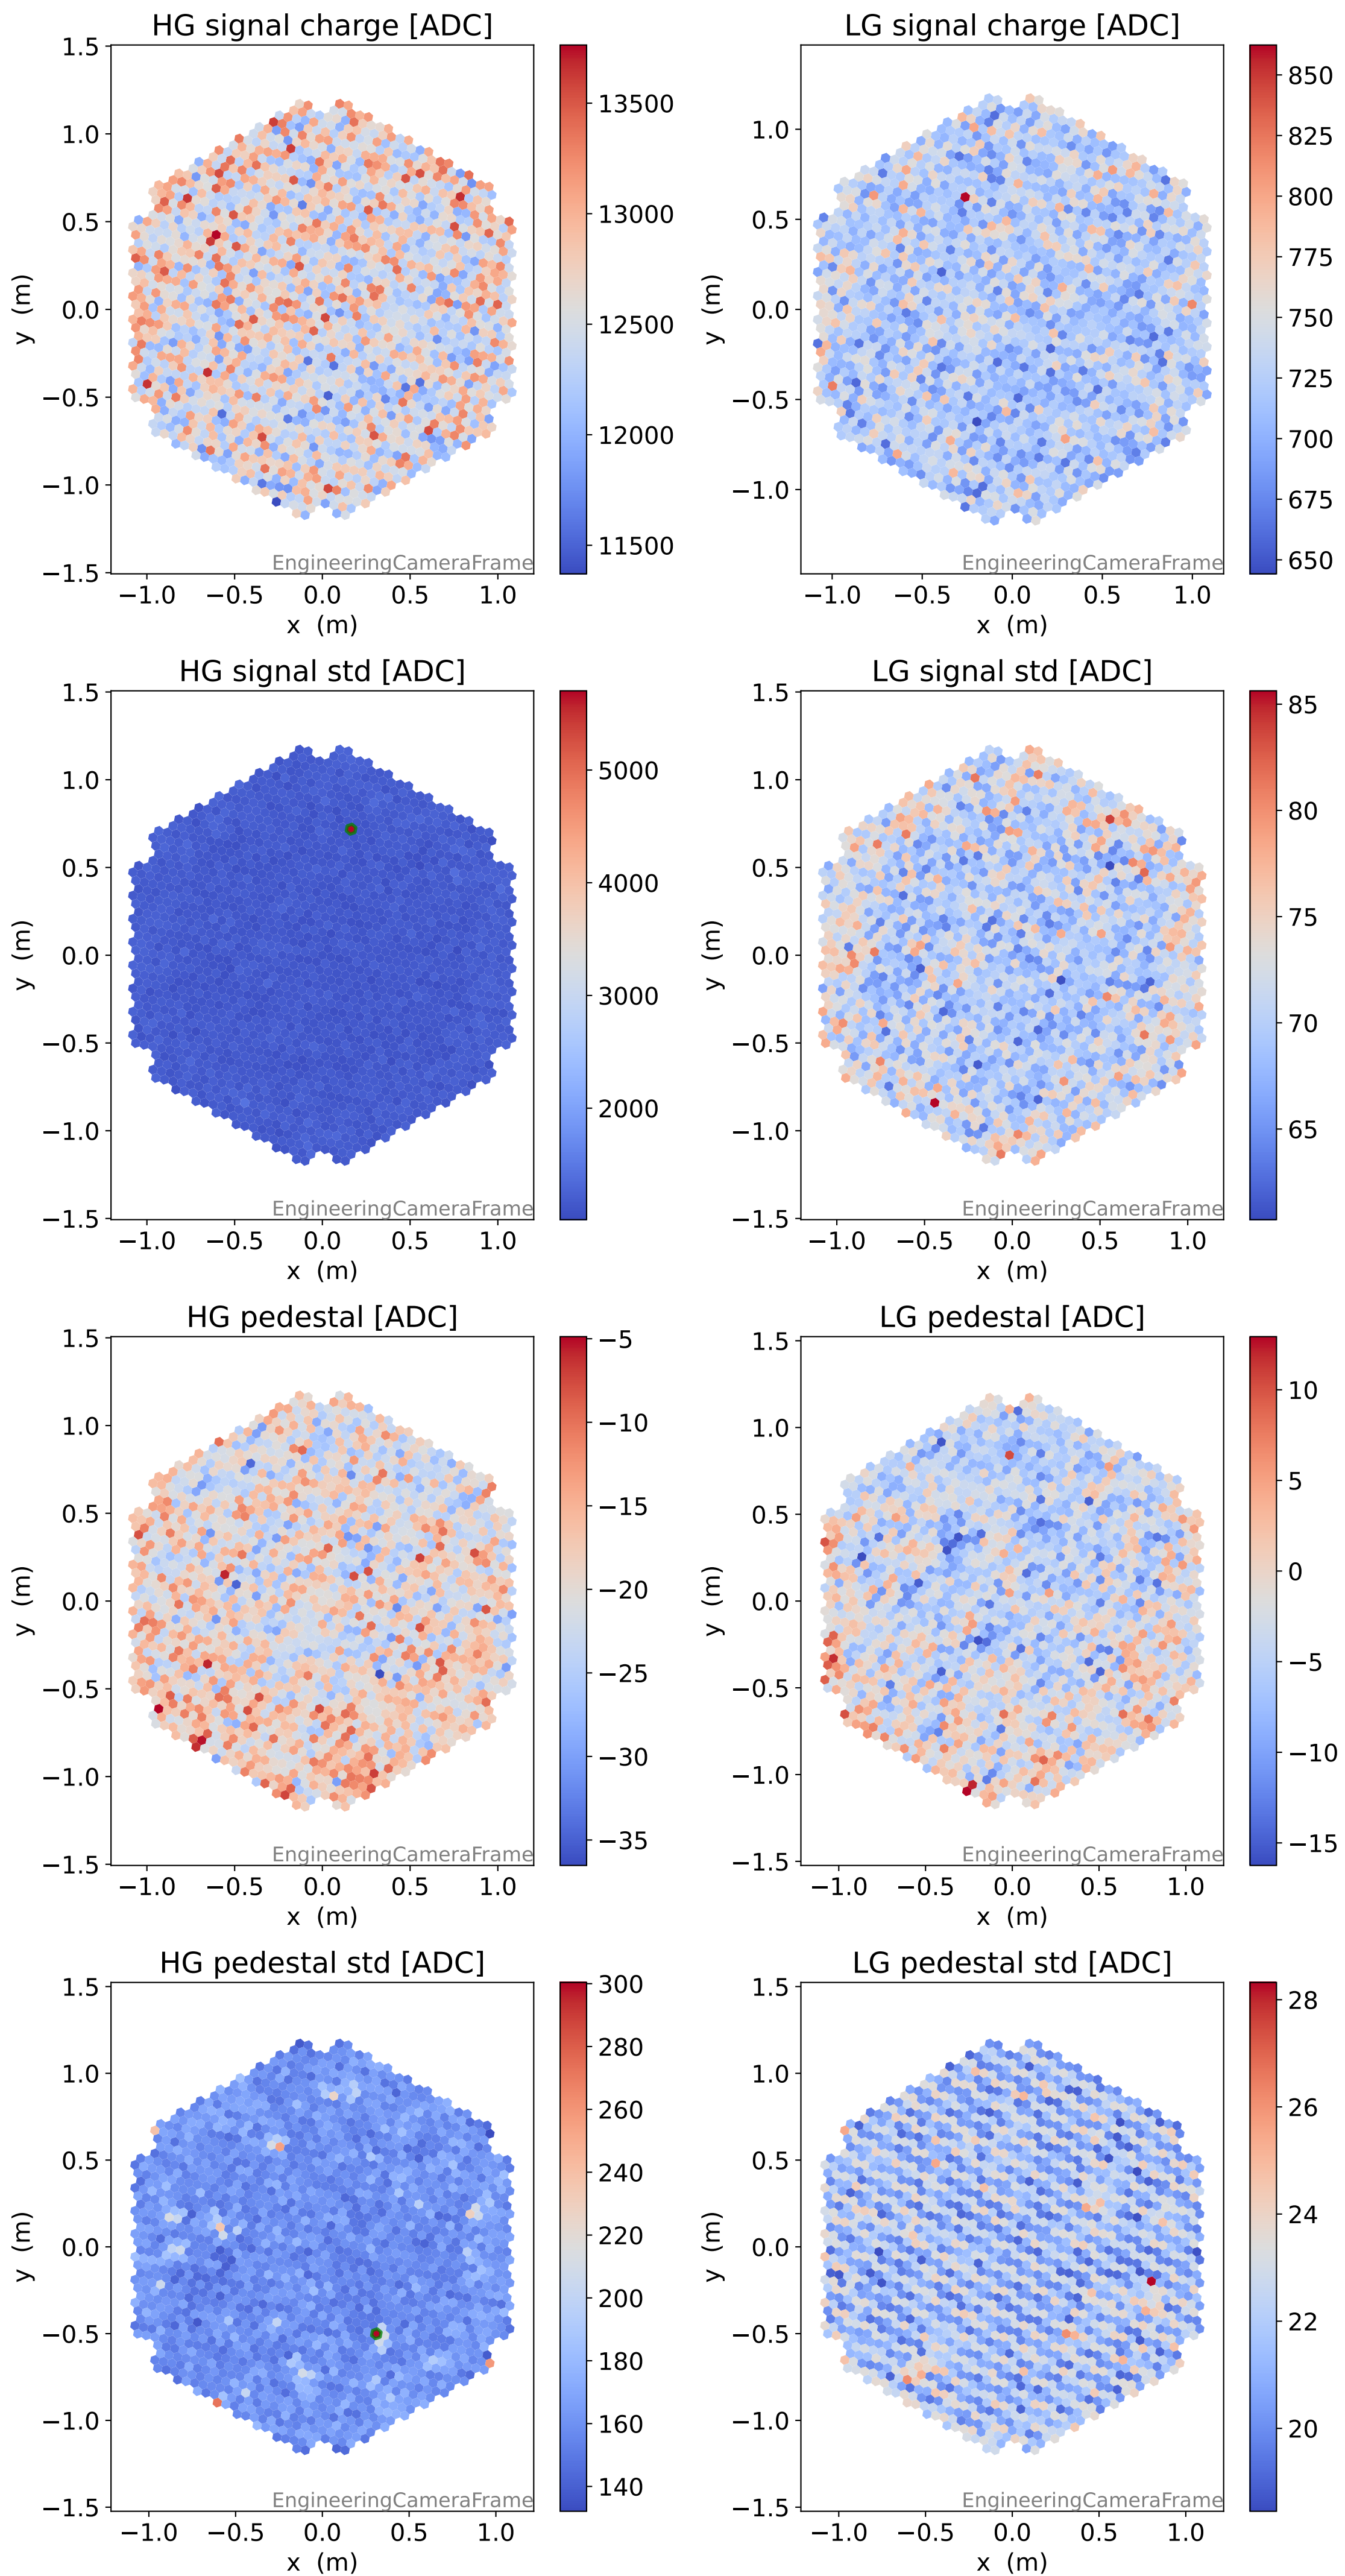 HG signal charge [ADC]
1.5
1.0
0.5
0.0
−0.5
−1.0
−1.5
y (m)
−1.0 −0.5 0.0 0.5 1.0
x (m)
EngineeringCameraFrame
13500
13000
12500
12000
11500
LG signal charge [ADC]
1.0
0.5
0.0
−0.5
−1.0
y (m)
−1.0 −0.5 0.0 0.5 1.0
x (m)
EngineeringCameraFrame
850
825
800
775
750
725
700
675
650
HG signal std [ADC]
1.5
1.0
0.5
0.0
−0.5
−1.0
−1.5
y (m)
−1.0 −0.5 0.0 0.5 1.0
x (m)
EngineeringCameraFrame
5000
4000
3000
2000
LG signal std [ADC]
1.5
1.0
0.5
0.0
−0.5
−1.0
−1.5
y (m)
−1.0 −0.5 0.0 0.5 1.0
x (m)
EngineeringCameraFrame
85
80
75
70
65
HG pedestal [ADC]
1.5
1.0
0.5
0.0
−0.5
−1.0
−1.5
y (m)
−1.0 −0.5 0.0 0.5 1.0
x (m)
EngineeringCameraFrame
−5
−10
−15
−20
−25
−30
−35
LG pedestal [ADC]
1.5
1.0
0.5
0.0
−0.5
−1.0
−1.5
y (m)
−1.0 −0.5 0.0 0.5 1.0
x (m)
EngineeringCameraFrame
10
5
0
−5
−10
−15
HG pedestal std [ADC]
1.5
1.0
0.5
0.0
−0.5
−1.0
−1.5
y (m)
−1.0 −0.5 0.0 0.5 1.0
x (m)
EngineeringCameraFrame
300
280
260
240
220
200
180
160
140
LG pedestal std [ADC]
1.5
1.0
0.5
0.0
−0.5
−1.0
−1.5
y (m)
−1.0 −0.5 0.0 0.5 1.0
x (m)
EngineeringCameraFrame
28
26
24
22
20